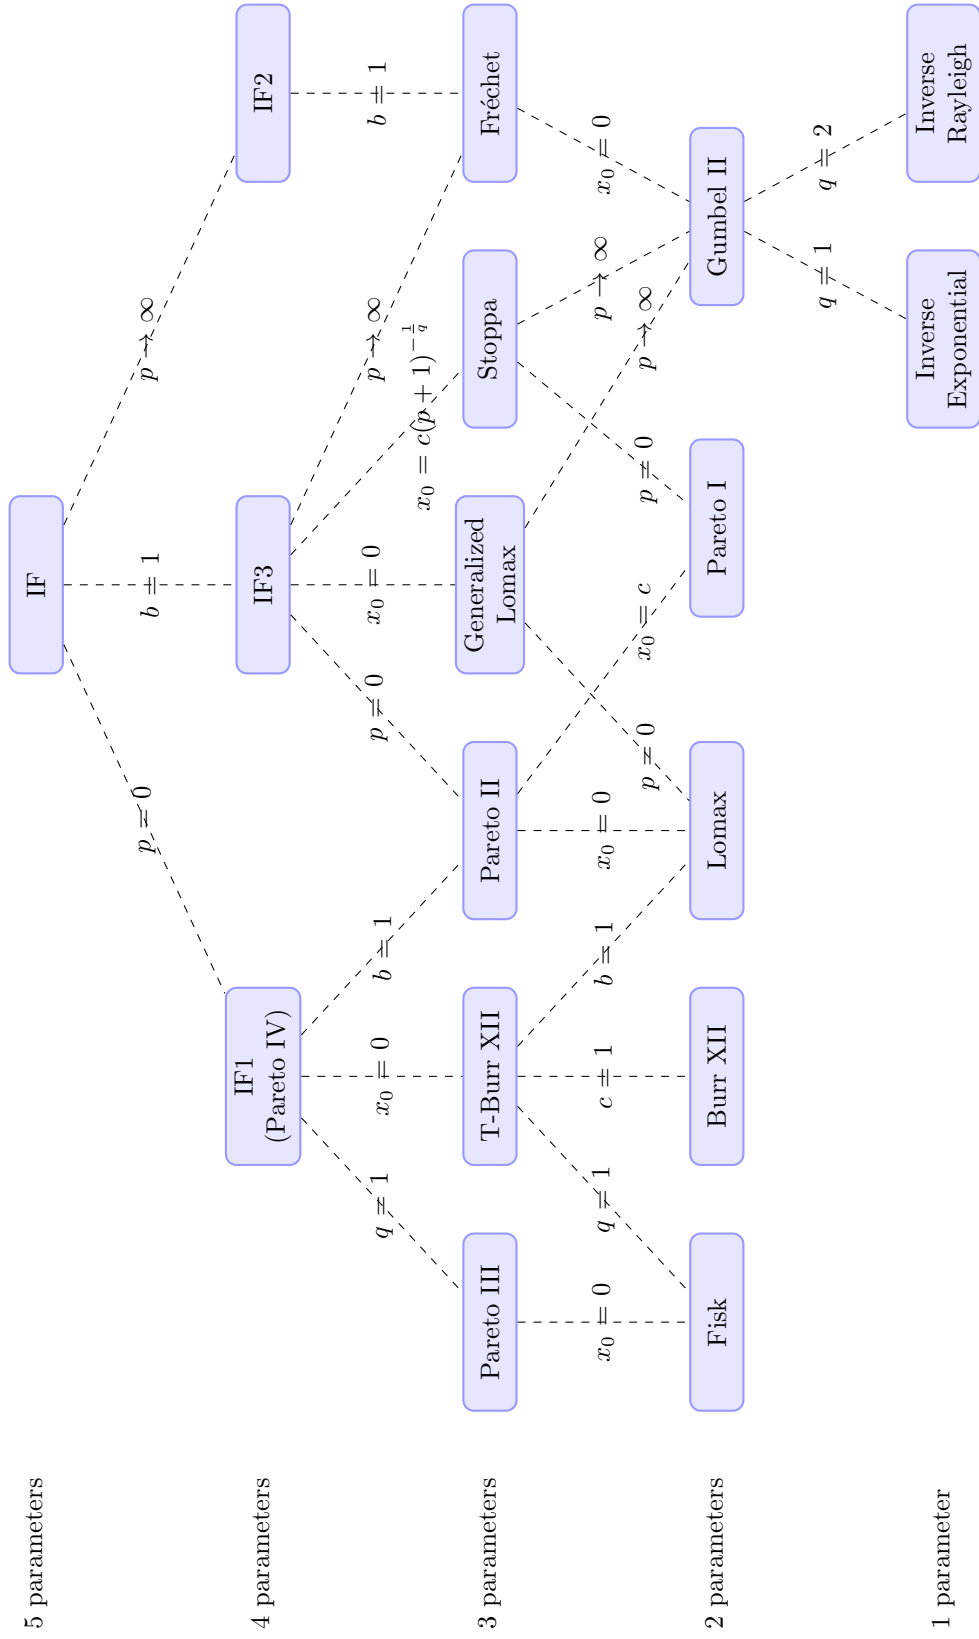 5 parameters
IF
p = 0
b = 1
p → ∞
4 parameters
IF1
(Pareto IV)
IF3
IF2
q = 1
x₀ = 0
b = 1
p = 0
x₀ = 0
x₀ = c(p + 1)^{-\frac{1}{q}}
p → ∞
b = 1
3 parameters
Pareto III
T-Burr XII
Pareto II
Generalized
Lomax
Stoppa
Fréchet
x₀ = 0
q = 1
c = 1
b = 1
x₀ = 0
p = 0
x₀ = c
p = 0
p → ∞
p → ∞
x₀ = 0
2 parameters
Fisk
Burr XII
Lomax
Pareto I
Gumbel II
q = 1
q = 2
1 parameter
Inverse
Exponential
Inverse
Rayleigh